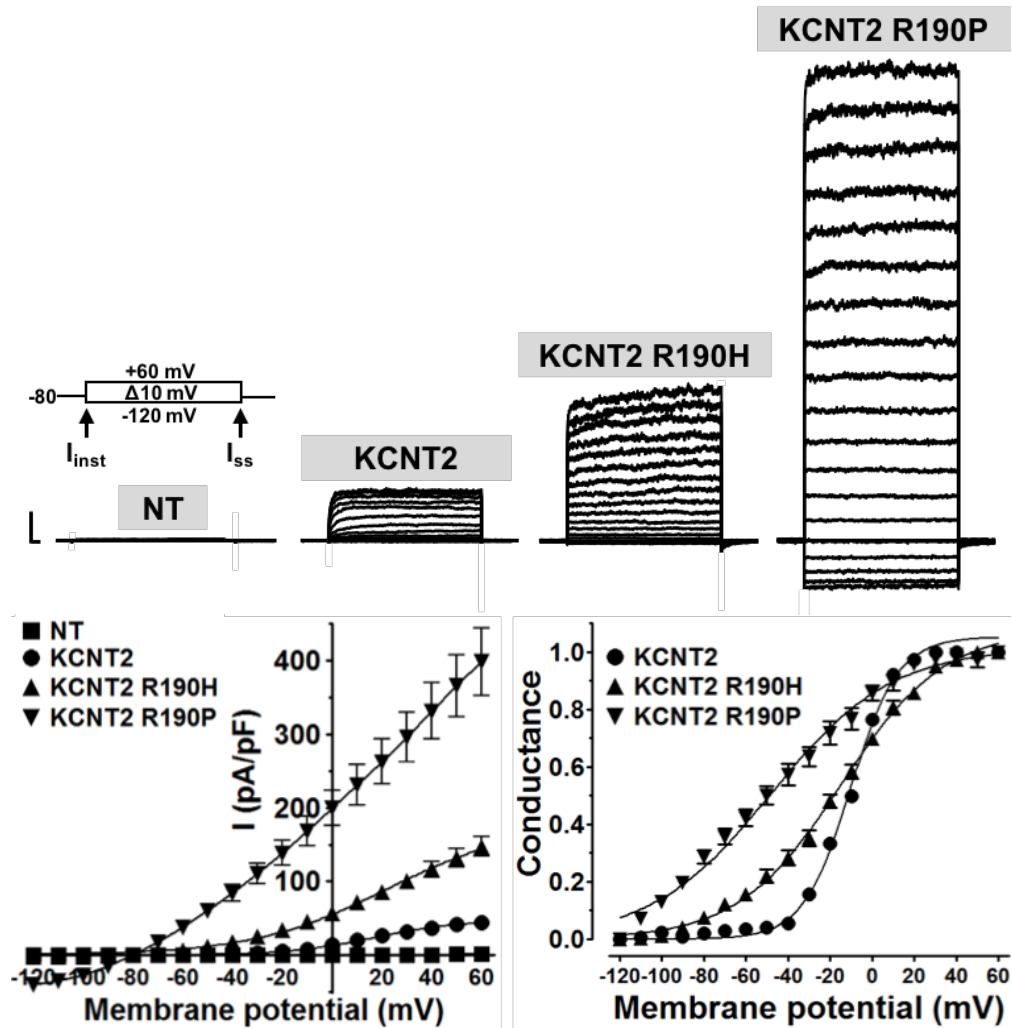 KCNT2 R190P
KCNT2 R190H
+60 mV
-80 Δ10 mV
-120 mV
I inst I ss
KCNT2
NT
NT
KCNT2
KCNT2 R190H
KCNT2 R190P
I (pA/pF)
400
300
200
100
-120 -100 -80 -60 -40 -20 0 20 40 60
Membrane potential (mV)
KCNT2
KCNT2 R190H
KCNT2 R190P
Conductance
1.0
0.8
0.6
0.4
0.2
0.0
-120 -100 -80 -60 -40 -20 0 20 40 60
Membrane potential (mV)